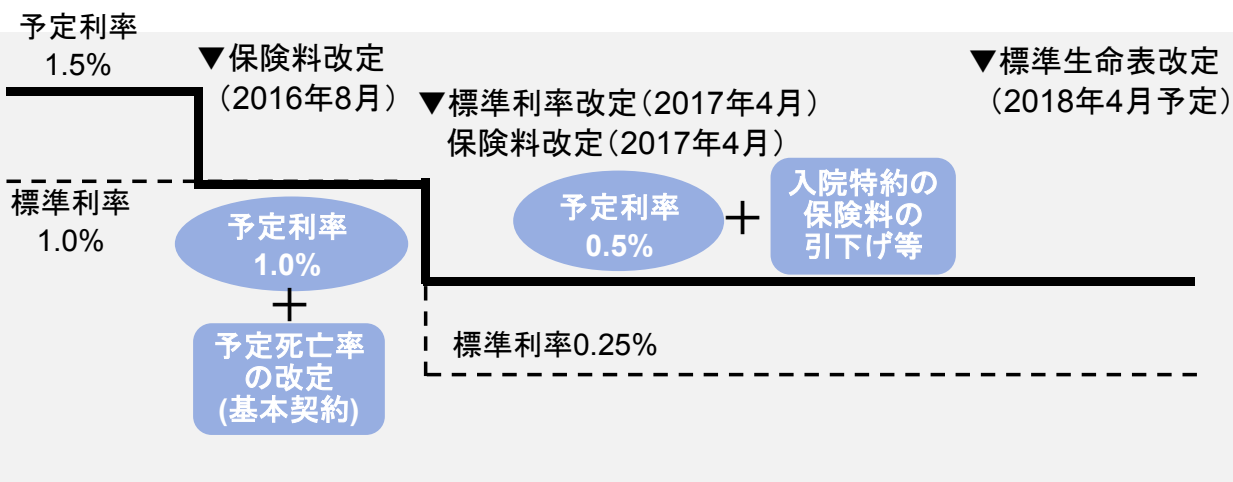 予定利率
1.5%
▼保険料改定
（2016年8月）
▼標準利率改定（2017年4月）
保険料改定（2017年4月）
▼標準生命表改定
（2018年4月予定）
標準利率
1.0%
予定利率
1.0%
＋
予定死亡率
の改定
(基本契約)
予定利率
0.5%
＋
入院特約の
保険料の
引下げ等
標準利率0.25%